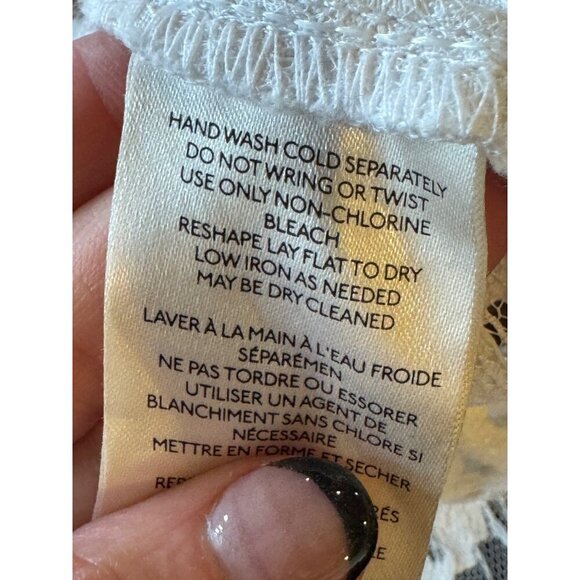 HAND WASH COLD SEPARATELY
DO NOT WRING OR TWIST
USE ONLY NON-CHLORINE
BLEACH
RESHAPE LAY FLAT TO DRY
LOW IRON AS NEEDED
MAY BE DRY CLEANED
LAVER À LA MAIN À L'EAU FROIDE
SÉPARÉMEN
NE PAS TORDRE OU ESSORER
UTILISER UN AGENT DE
BLANCHIMENT SANS CHLORE SI
NÉCESSAIRE
METTRE EN FORME ET SECHER